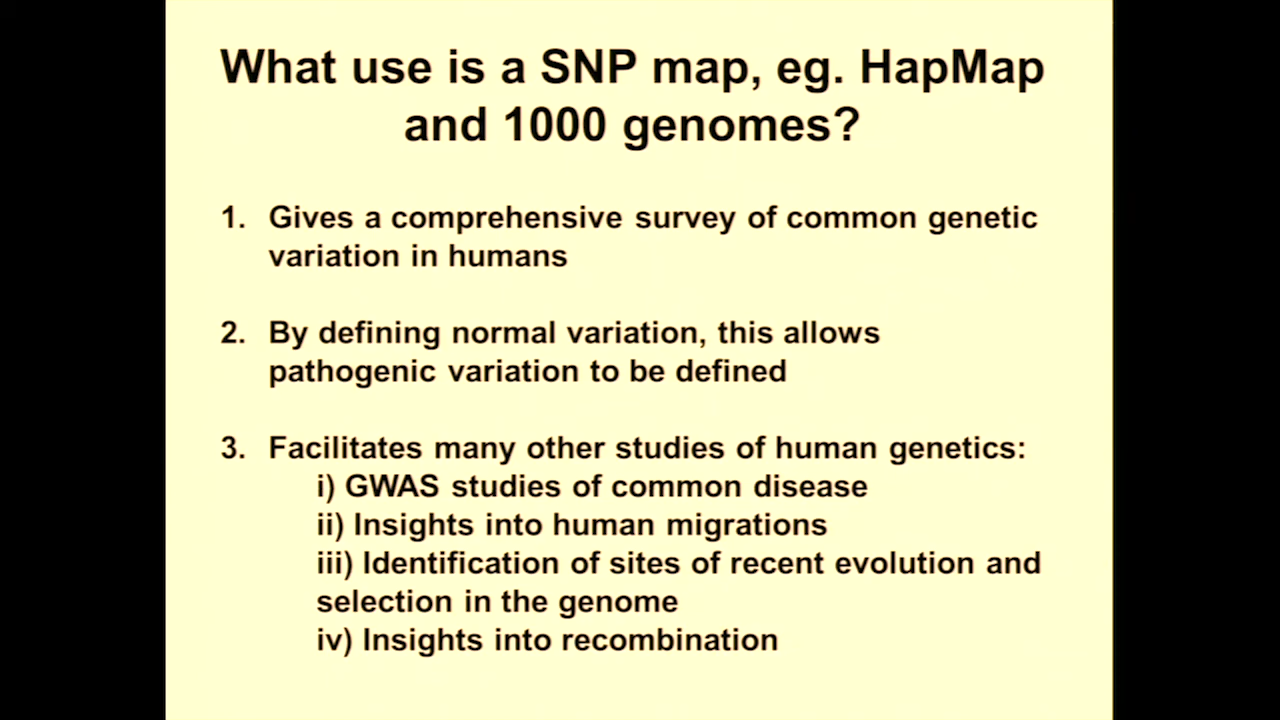 What use is a SNP map, eg. HapMap
and 1000 genomes?
1. Gives a comprehensive survey of common genetic
variation in humans
2. By defining normal variation, this allows
pathogenic variation to be defined
3. Facilitates many other studies of human genetics:
i) GWAS studies of common disease
ii) Insights into human migrations
iii) Identification of sites of recent evolution and
selection in the genome
iv) Insights into recombination